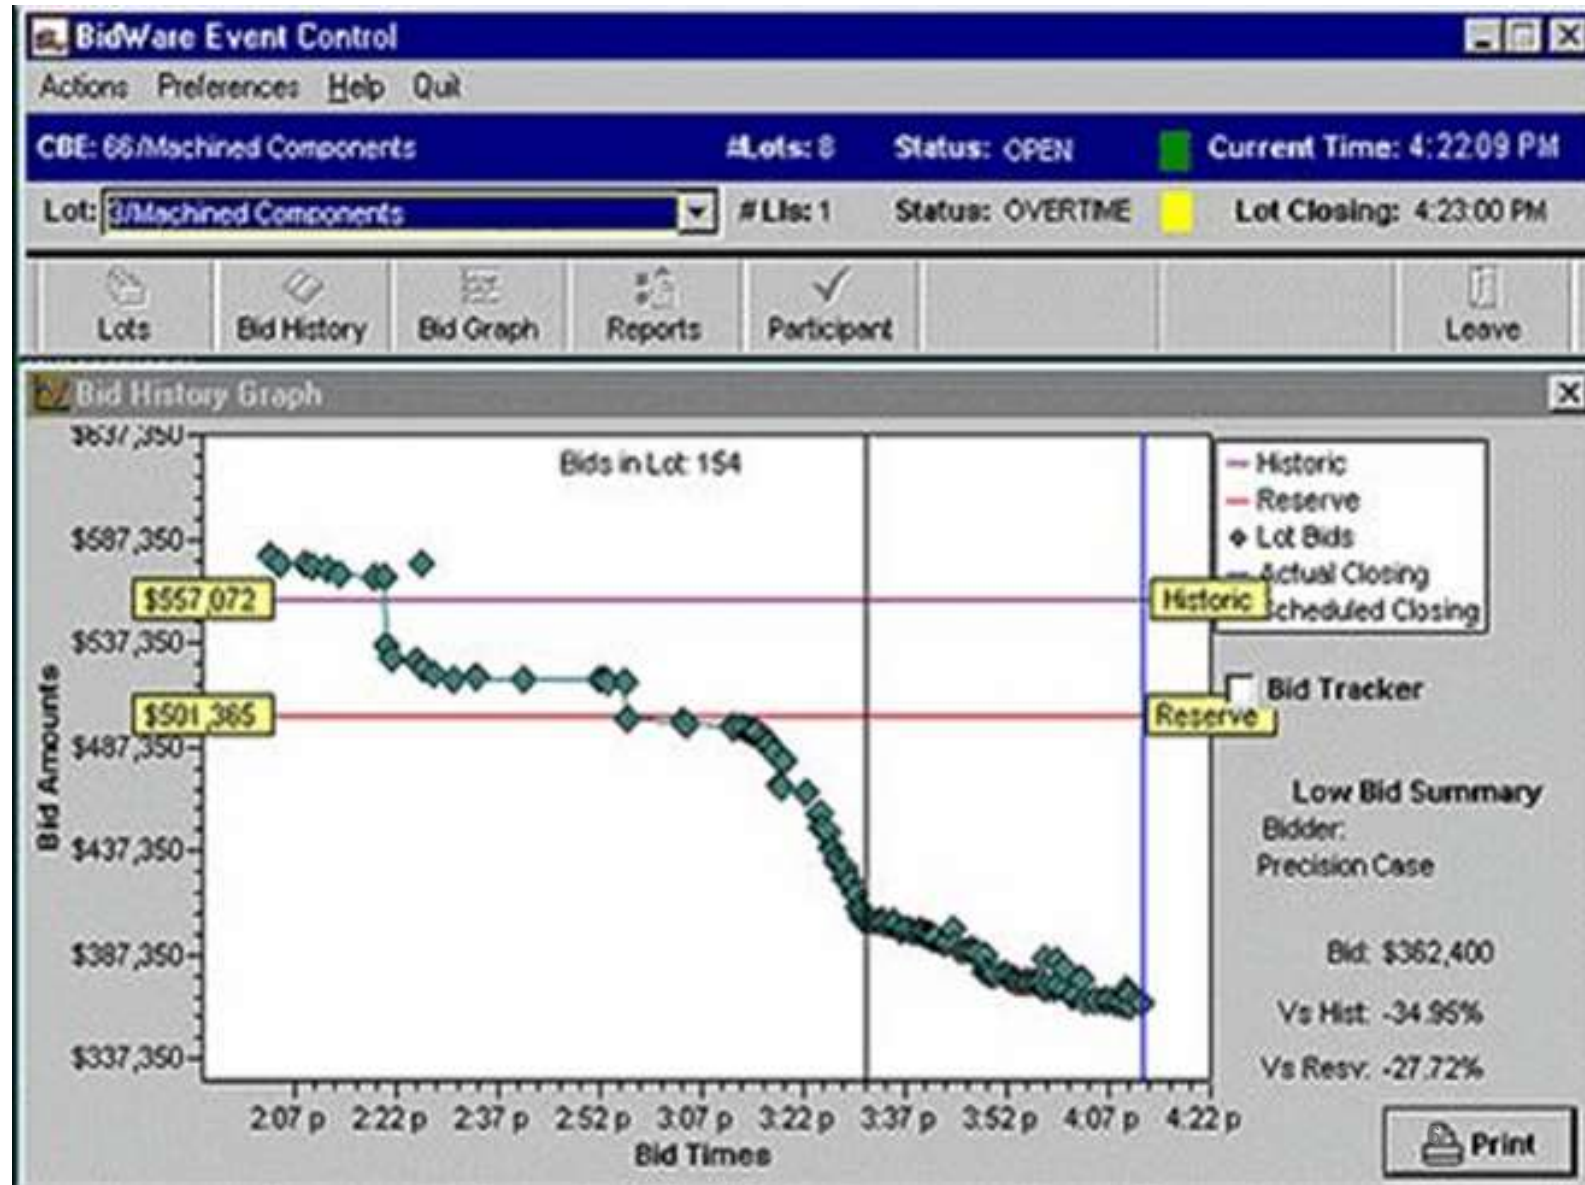 BidWare Event Control
Actions Preferences Help Quit
CBE: 66/Machined Components #Lots: 8 Status: OPEN Current Time: 4:22:09 PM
Lot: 3/Machined Components # LIs: 1 Status: OVERTIME Lot Closing: 4:23:00 PM
Lots Bid History Bid Graph Reports Participant Leave
Bid History Graph
$637,350
Bids in Lot: 154
Historic
Reserve
Lot Bids
Actual Closing
Scheduled Closing
$587,350
$557,072 Historic
$537,350
Bid Tracker
$501,365 Reserve
$487,350
Bid Amounts
Low Bid Summary
Bidder:
Precision Case
$437,350
$387,350
Bid: $362,400
Vs Hist: -34.95%
$337,350
Vs Resv: -27.72%
2:07 p 2:22 p 2:37 p 2:52 p 3:07 p 3:22 p 3:37 p 3:52 p 4:07 p 4:22 p
Bid Times
Print